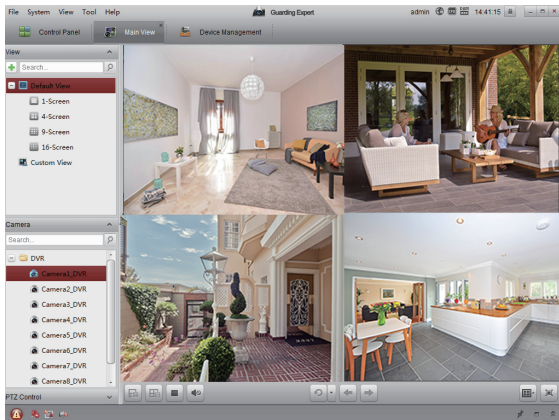 File System View Tool Help Guarding Expert admin 14:41:15
Control Panel Main View Device Management
View
Search...
Default View
1-Screen
4-Screen
9-Screen
16-Screen
Custom View
Camera
Search...
DVR
Camera1_DVR
Camera2_DVR
Camera3_DVR
Camera4_DVR
Camera5_DVR
Camera6_DVR
Camera7_DVR
Camera8_DVR
PTZ Control